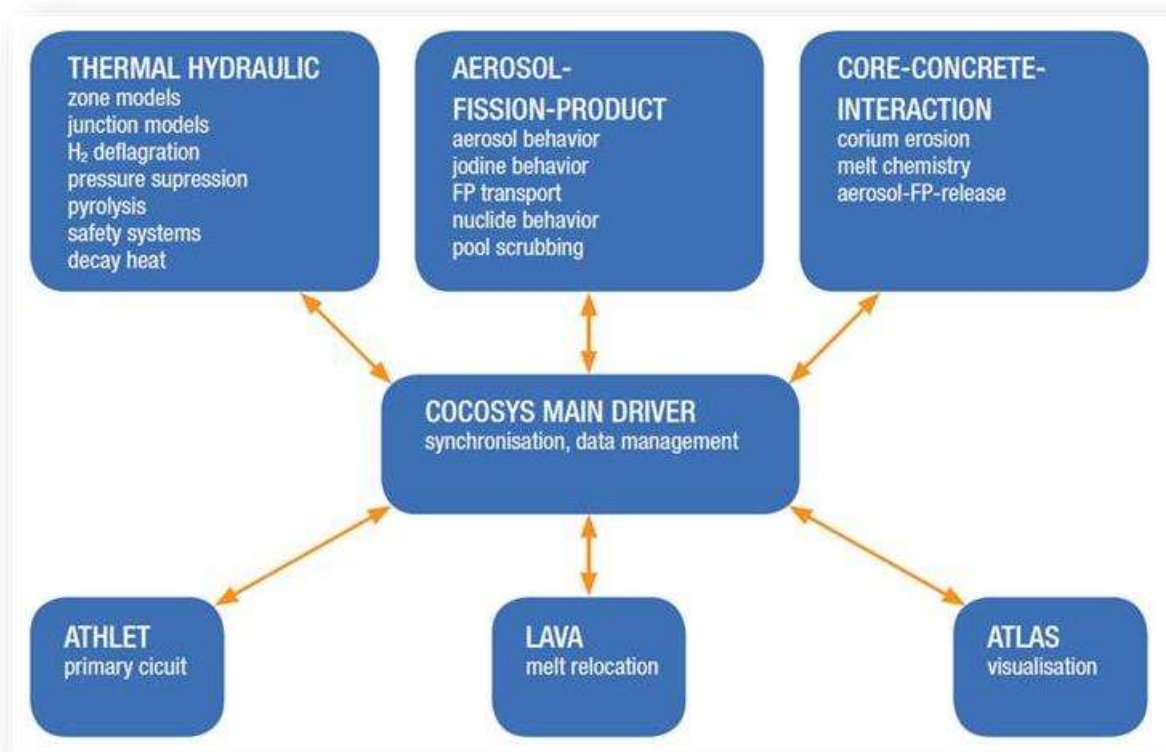 THERMAL HYDRAULIC
zone models
junction models
H₂ deflagration
pressure supression
pyrolysis
safety systems
decay heat
AEROSOL-
FISSION-PRODUCT
aerosol behavior
jodine behavior
FP transport
nuclide behavior
pool scrubbing
CORE-CONCRETE-
INTERACTION
corium erosion
melt chemistry
aerosol-FP-release
COCOSYS MAIN DRIVER
synchronisation, data management
ATHLET
primary cicuit
LAVA
melt relocation
ATLAS
visualisation